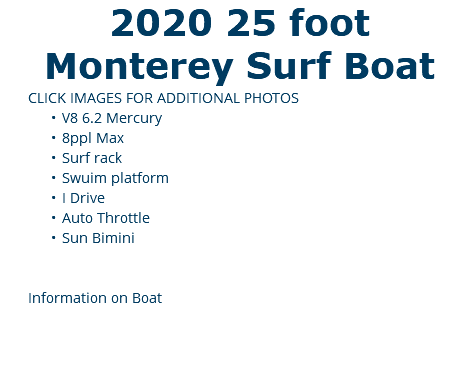 2020 25 foot
Monterey Surf Boat
CLICK IMAGES FOR ADDITIONAL PHOTOS
• V8 6.2 Mercury
• 8ppl Max
• Surf rack
• Swuim platform
• I Drive
• Auto Throttle
• Sun Bimini
Information on Boat